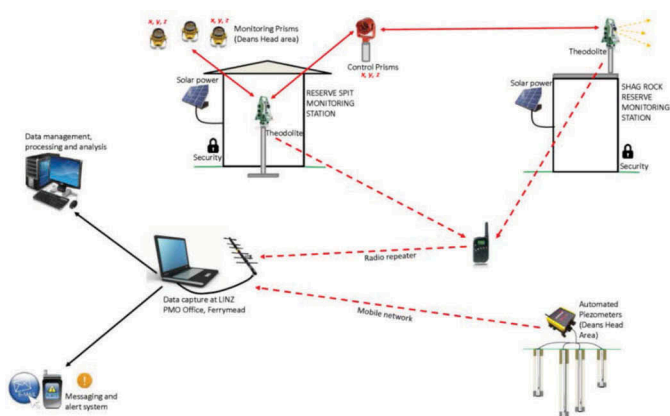 x, y, z
x, y, z
Monitoring Prisms
(Deans Head area)
Control Prisms
x, y, z
Theodolite
Solar power
RESERVE SPIT
MONITORING
STATION
Theodolite
Security
Solar power
SHAG ROCK
RESERVE
MONITORING
STATION
Security
Data management,
processing and analysis
Radio repeater
Data capture at LINZ
PMO Office, Ferrymead
Mobile network
Automated
Piezometers
(Deans Head
Area)
Messaging and
alert system